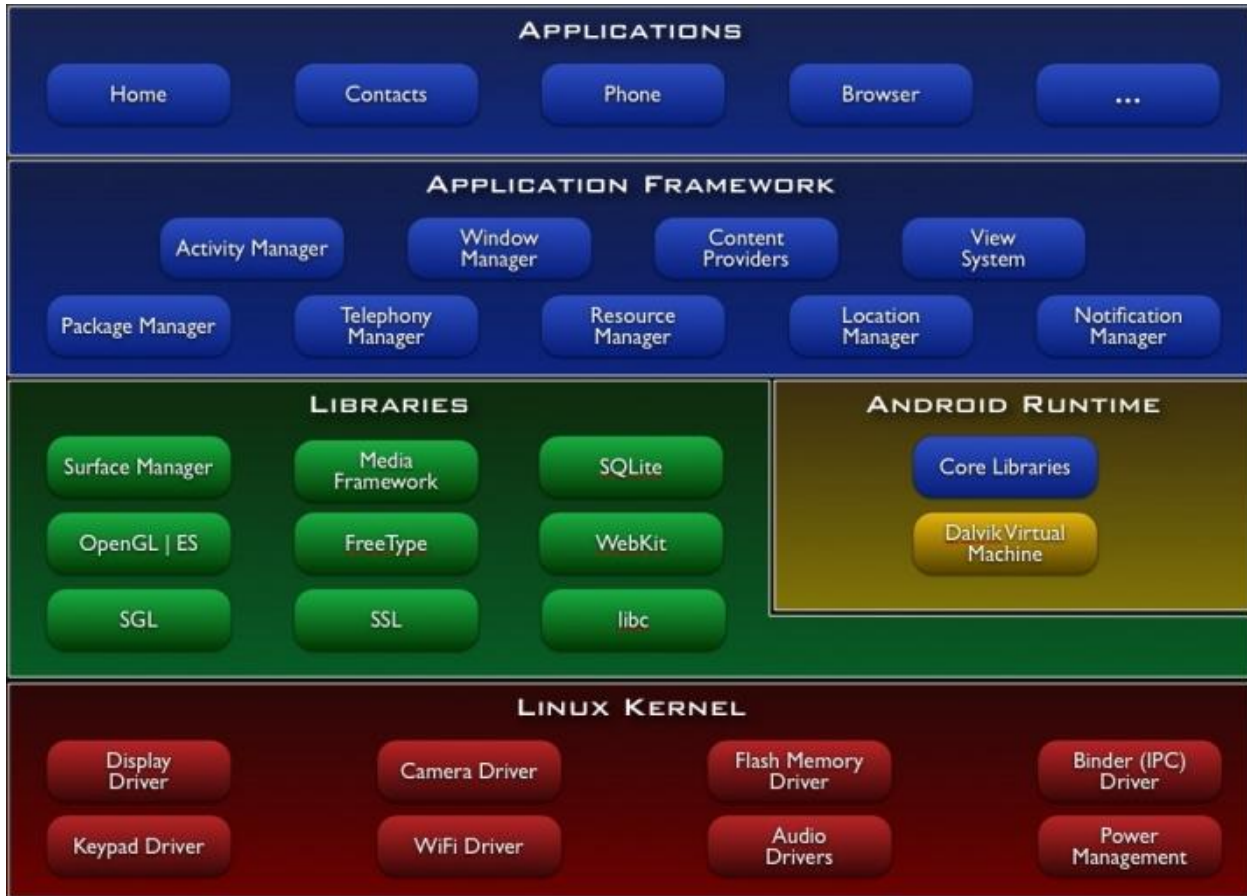 APPLICATIONS
Home
Contacts
Phone
Browser
...
APPLICATION FRAMEWORK
Activity Manager
Window
Manager
Content
Providers
View
System
Package Manager
Telephony
Manager
Resource
Manager
Location
Manager
Notification
Manager
LIBRARIES
Surface Manager
Media
Framework
SQLite
OpenGL | ES
FreeType
WebKit
SGL
SSL
libc
ANDROID RUNTIME
Core Libraries
Dalvik Virtual
Machine
LINUX KERNEL
Display
Driver
Camera Driver
Flash Memory
Driver
Binder (IPC)
Driver
Keypad Driver
WiFi Driver
Audio
Drivers
Power
Management